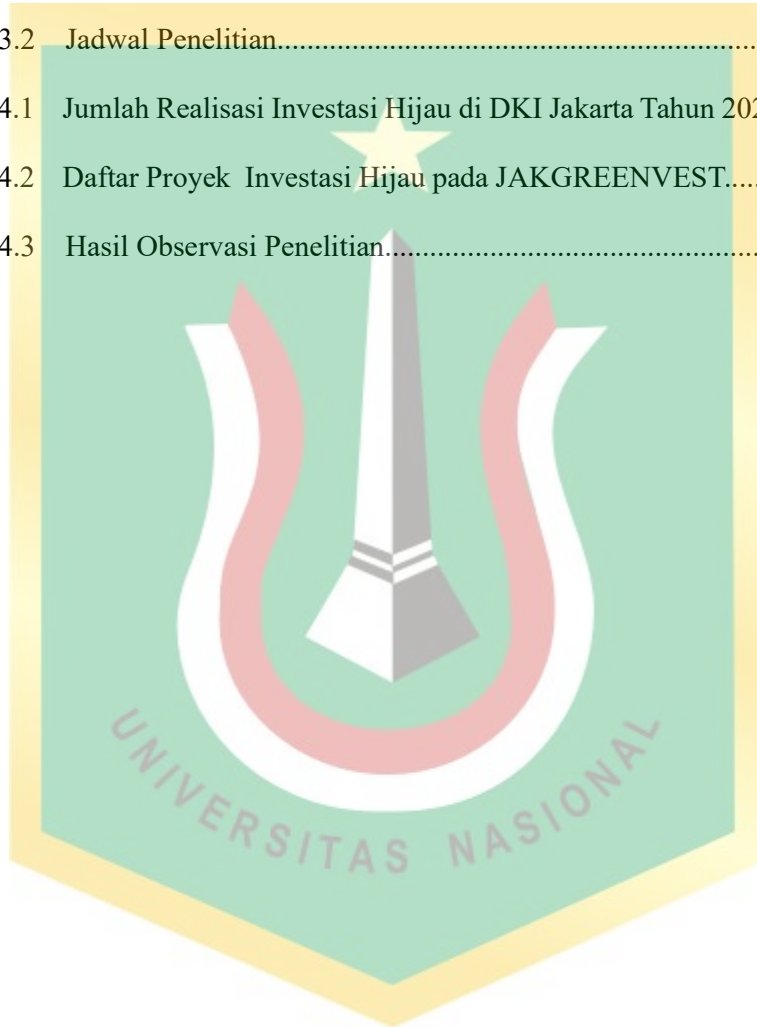 3.2 Jadwal Penelitian...............................................................................
4.1 Jumlah Realisasi Investasi Hijau di DKI Jakarta Tahun 202
4.2 Daftar Proyek Investasi Hijau pada JAKGREENVEST.....
4.3 Hasil Observasi Penelitian.................................................................
UNIVERSITAS NASIONAL